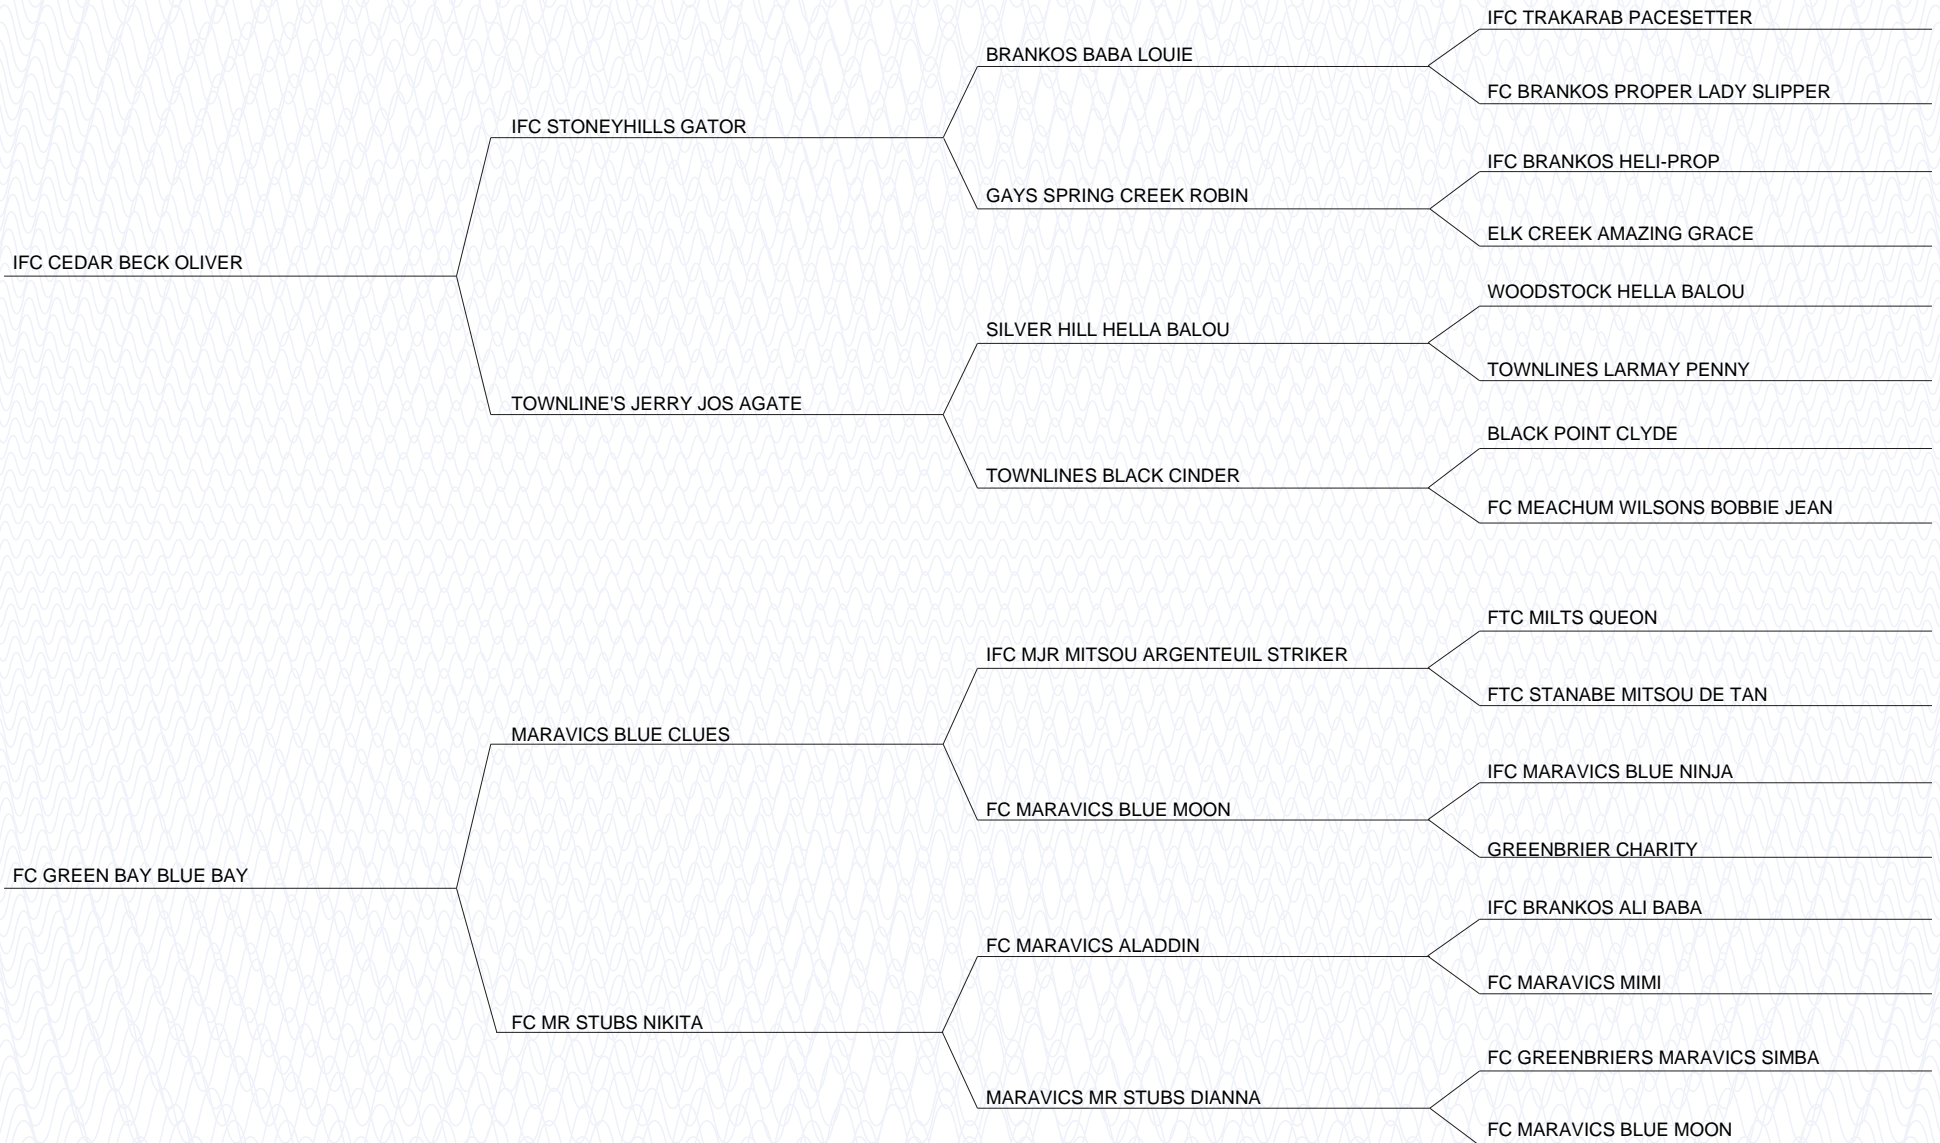 IFC TRAKARAB PACESETTER
BRANKOS BABA LOUIE
FC BRANKOS PROPER LADY SLIPPER
IFC STONEYHILLS GATOR
IFC BRANKOS HELI-PROP
GAYS SPRING CREEK ROBIN
ELK CREEK AMAZING GRACE
IFC CEDAR BECK OLIVER
WOODSTOCK HELLA BALOU
SILVER HILL HELLA BALOU
TOWNLINES LARMAY PENNY
TOWNLINE'S JERRY JOS AGATE
BLACK POINT CLYDE
TOWNLINES BLACK CINDER
FC MEACHUM WILSONS BOBBIE JEAN
FTC MILTS QUEON
IFC MJR MITSOU ARGENTEUIL STRIKER
FTC STANABE MITSOU DE TAN
MARAVICS BLUE CLUES
IFC MARAVICS BLUE NINJA
FC MARAVICS BLUE MOON
GREENBRIER CHARITY
FC GREEN BAY BLUE BAY
IFC BRANKOS ALI BABA
FC MARAVICS ALADDIN
FC MARAVICS MIMI
FC MR STUBS NIKITA
FC GREENBRIERS MARAVICS SIMBA
MARAVICS MR STUBS DIANNA
FC MARAVICS BLUE MOON